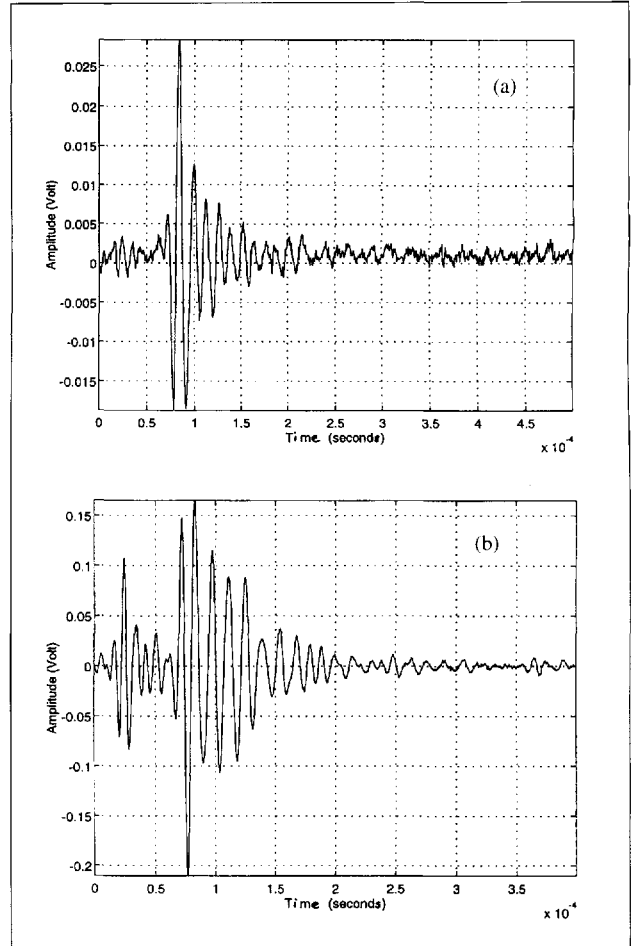 (a)
Amplitude (Volt)
0.025
0.02
0.015
0.01
0.005
0
-0.005
-0.01
-0.015
0 0.5 1 1.5 2 2.5 3 3.5 4 4.5
Time (seconds)
x 10⁻⁴
(b)
Amplitude (Volt)
0.15
0.1
0.05
0
-0.05
-0.1
-0.15
-0.2
0 0.5 1 1.5 2 2.5 3 3.5
Time (seconds)
x 10⁻⁴